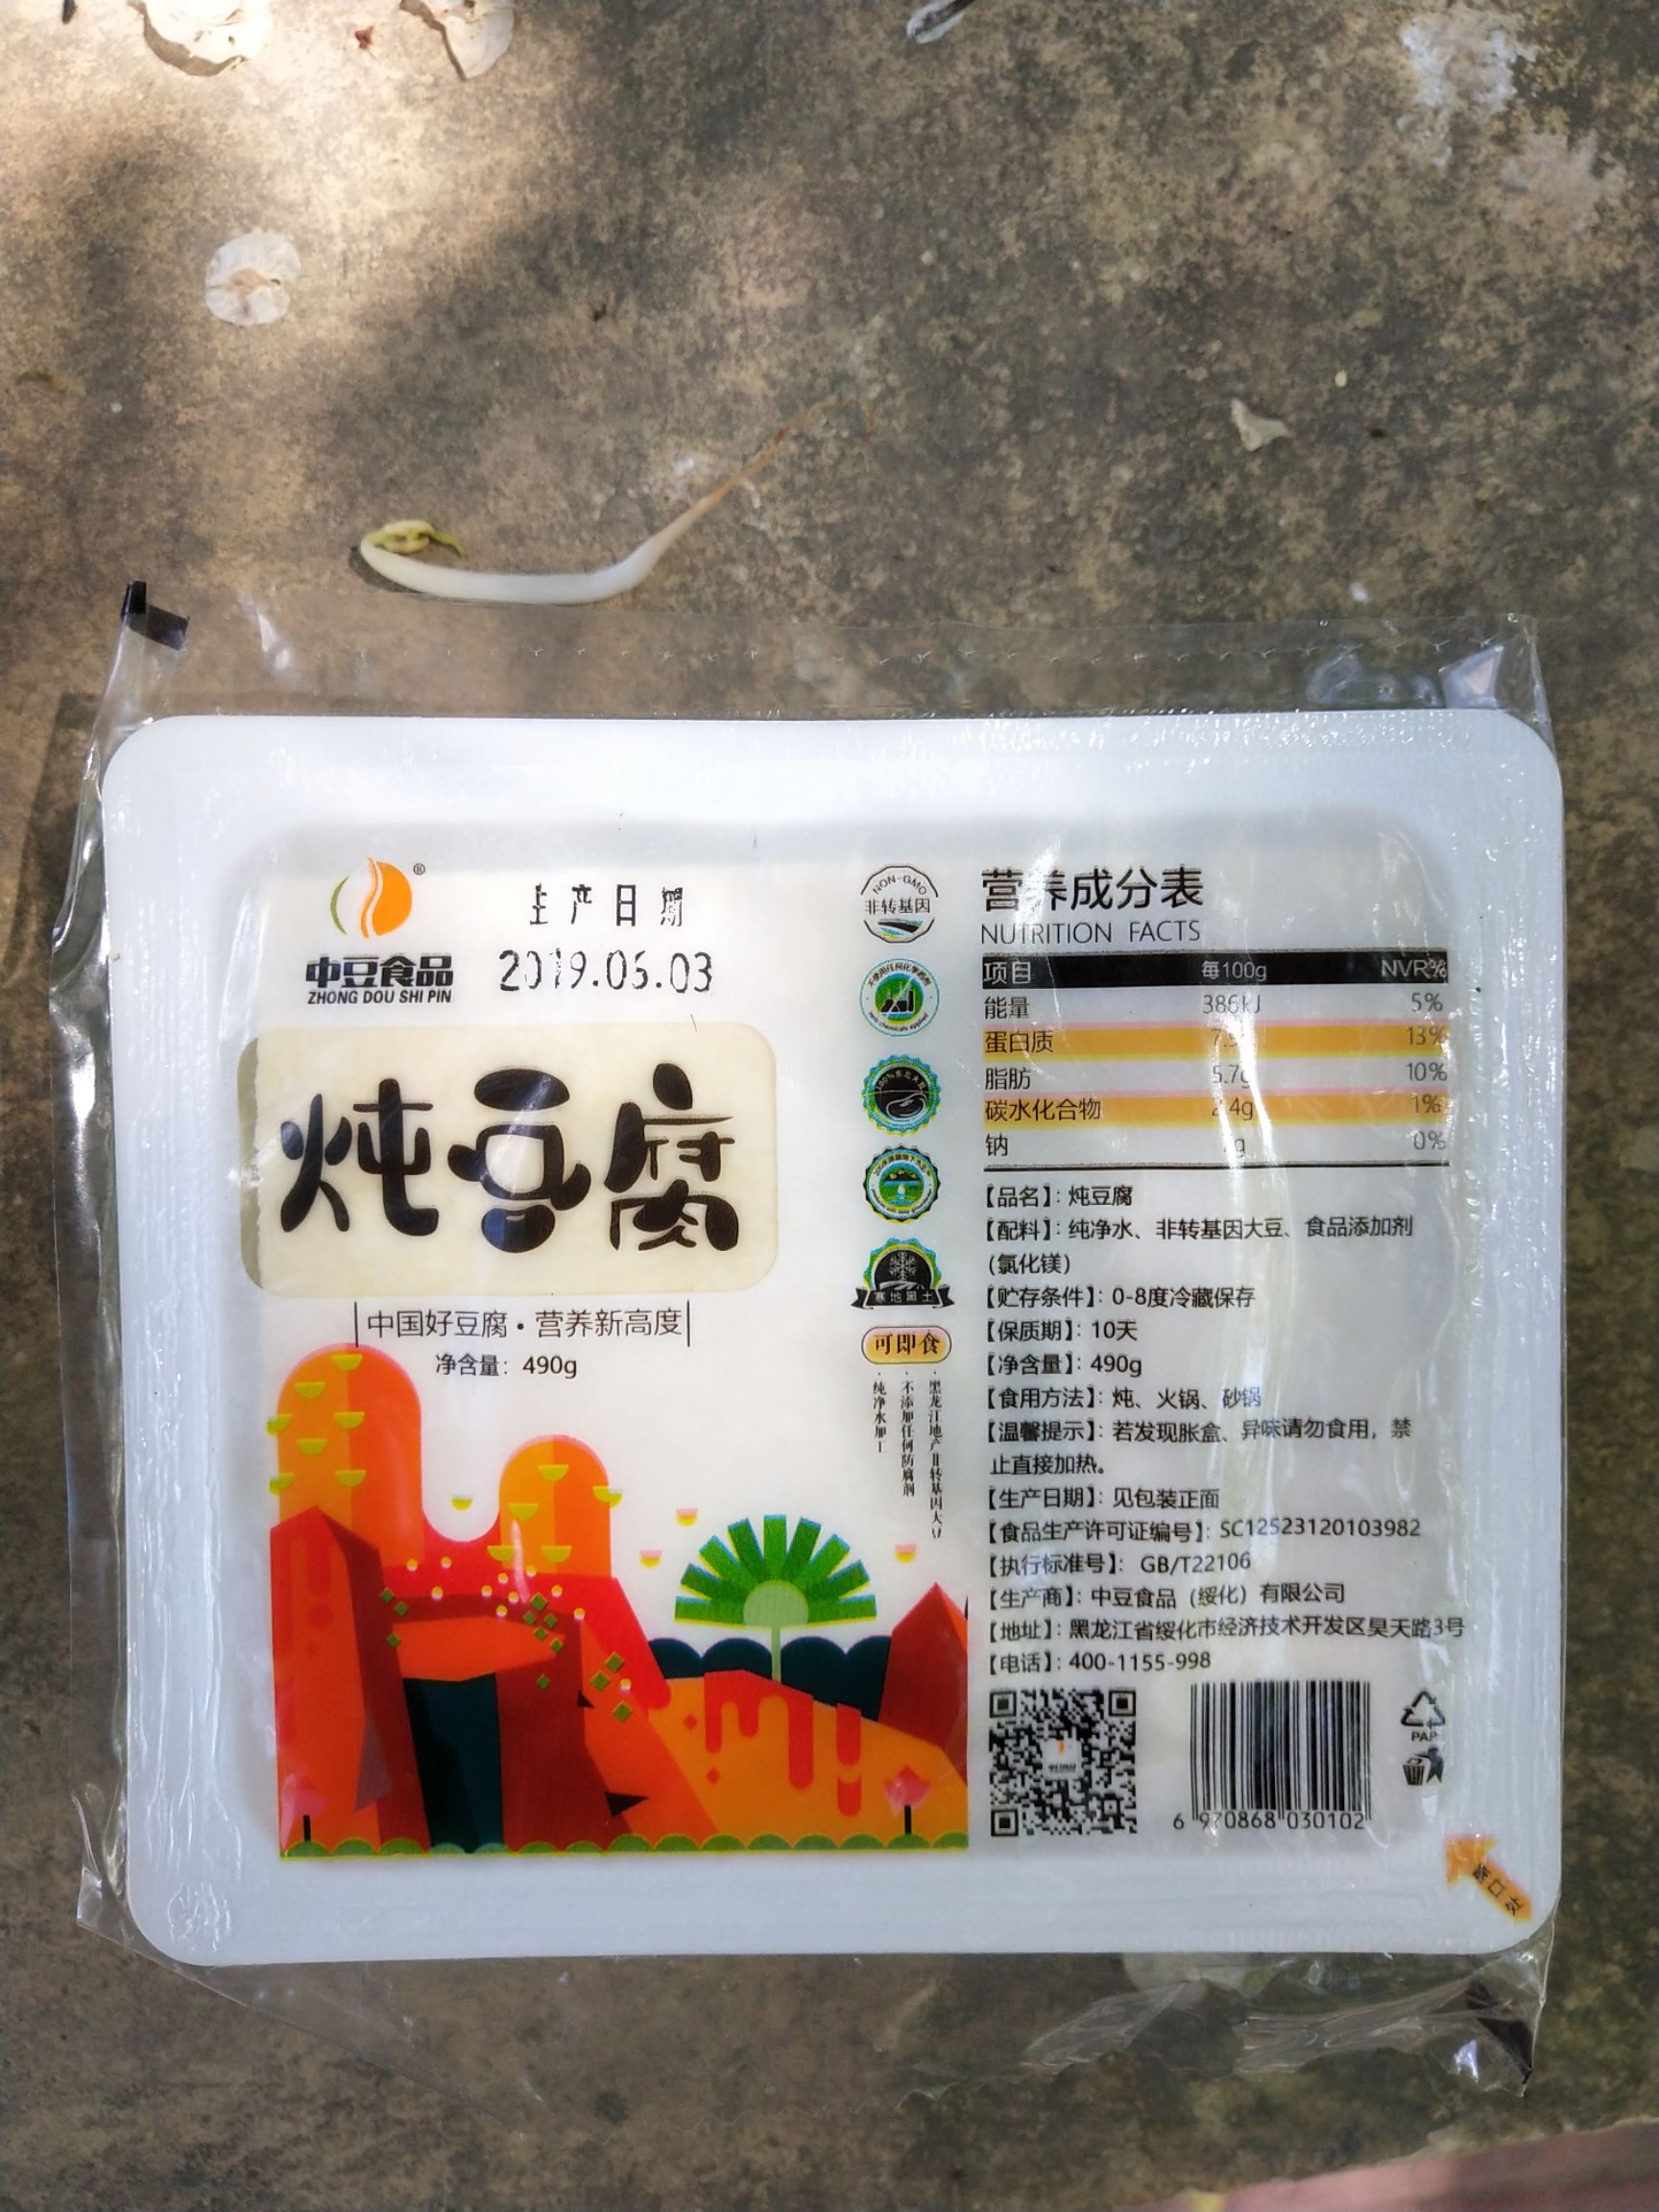 中豆食品
ZHONG DOU SHI PIN
生产日期
炖豆腐
中国好豆腐·营养新高度
净含量：490g
NON-GMO
非转基因
寒地黑土
可即食
黑龙江地产非转基因大豆
不添加任何防腐剂
纯净水加工
营养成分表
NUTRITION FACTS
项目 每100g NVR%
能量 386kJ 5%
蛋白质 13%
脂肪 5.7g 10%
碳水化合物 2.4g 1%
钠 0%
【品名】：炖豆腐
【配料】：纯净水、非转基因大豆、食品添加剂
（氯化镁）
【贮存条件】：0-8度冷藏保存
【保质期】：10天
【净含量】：490g
【食用方法】：炖、火锅、砂锅
【温馨提示】：若发现胀盒、异味请勿食用，禁
止直接加热。
【生产日期】：见包装正面
【食品生产许可证编号】：SC12523120103982
【执行标准号】：GB/T22106
【生产商】：中豆食品（绥化）有限公司
【地址】：黑龙江省绥化市经济技术开发区昊天路3号
【电话】：400-1155-998
6 970868 030102
PAP